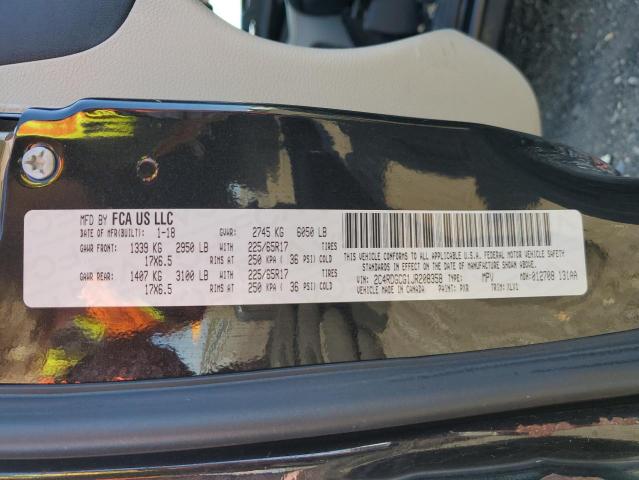 MFD BY FCA US LLC
DATE OF MFR(BUILT): 1-18 GVWR: 2745 KG 6050 LB
GAWR FRONT: 1339 KG 2950 LB WITH 225/65R17 TIRES
17X6.5 RIMS AT 250 KPA ( 36 PSI) COLD
GAWR REAR: 1407 KG 3100 LB WITH 225/65R17 TIRES
17X6.5 RIMS AT 250 KPA ( 36 PSI) COLD
THIS VEHICLE CONFORMS TO ALL APPLICABLE U.S.A. FEDERAL MOTOR VEHICLE SAFETY
STANDARDS IN EFFECT ON THE DATE OF MANUFACTURE SHOWN ABOVE.
VIN: TYPE: MPV MDH: 012708 131AA
VEHICLE MADE IN CANADA PAINT: PXR TRIM: